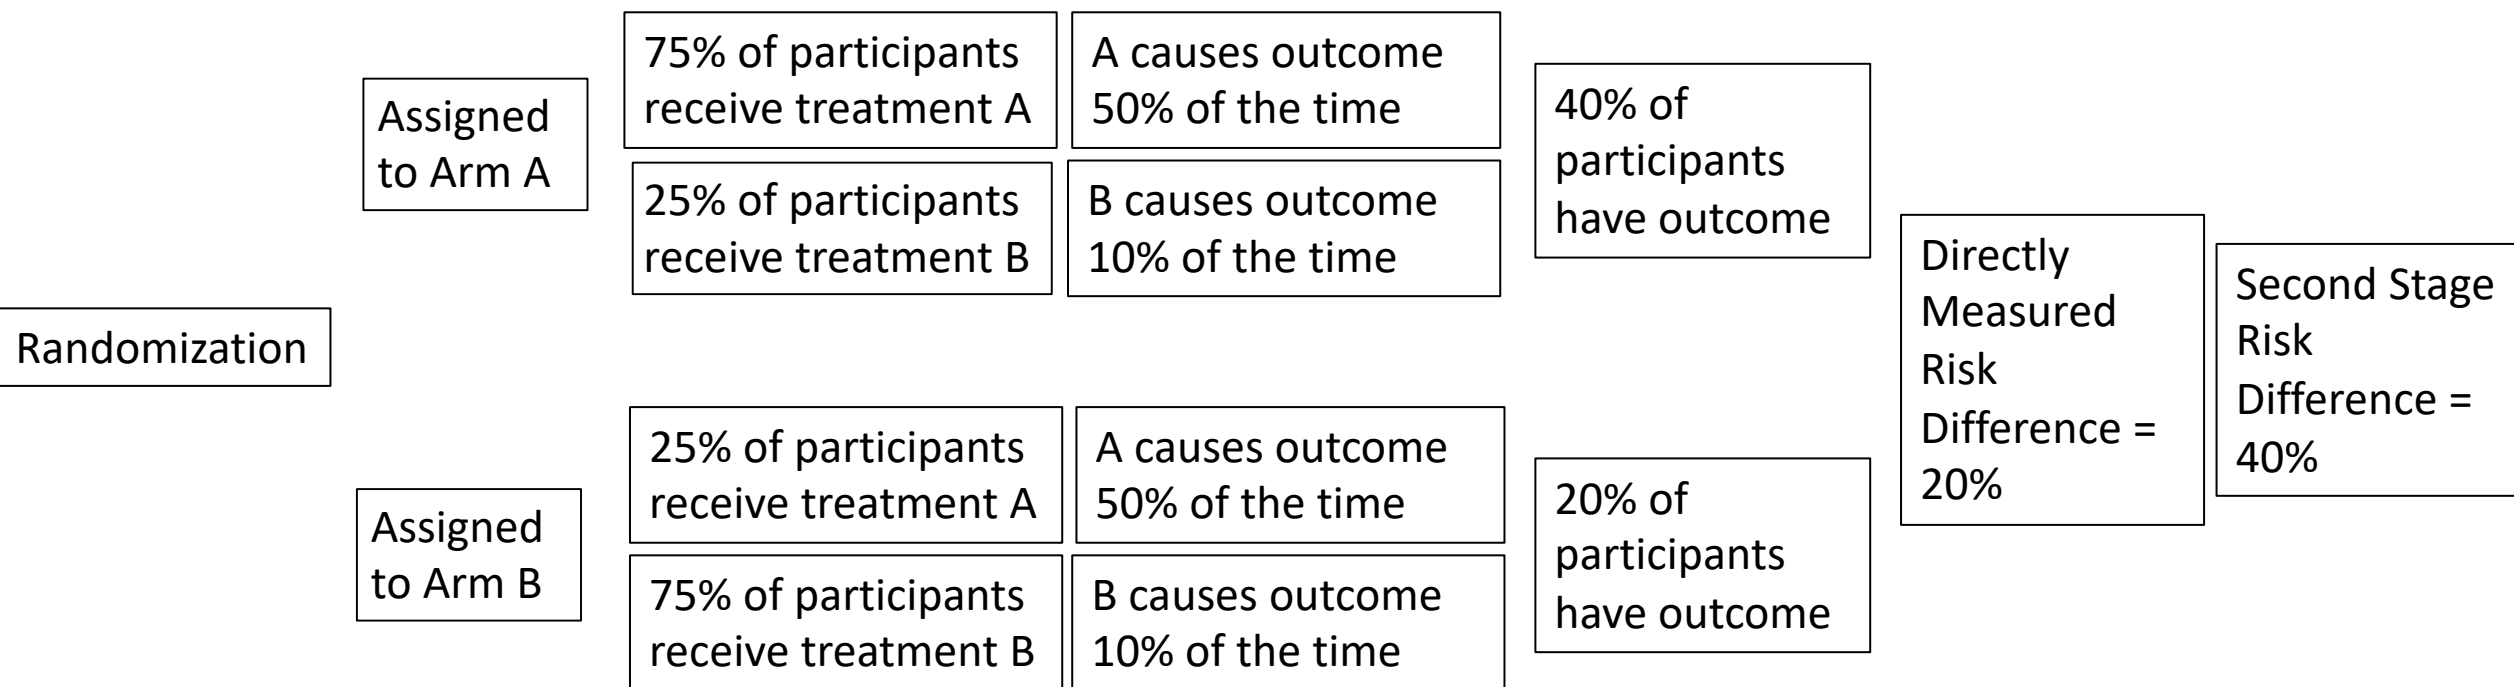 Randomization
Assigned
to Arm A
75% of participants
receive treatment A
A causes outcome
50% of the time
25% of participants
receive treatment B
B causes outcome
10% of the time
40% of
participants
have outcome
Assigned
to Arm B
25% of participants
receive treatment A
A causes outcome
50% of the time
75% of participants
receive treatment B
B causes outcome
10% of the time
20% of
participants
have outcome
Directly
Measured
Risk
Difference =
20%
Second Stage
Risk
Difference =
40%